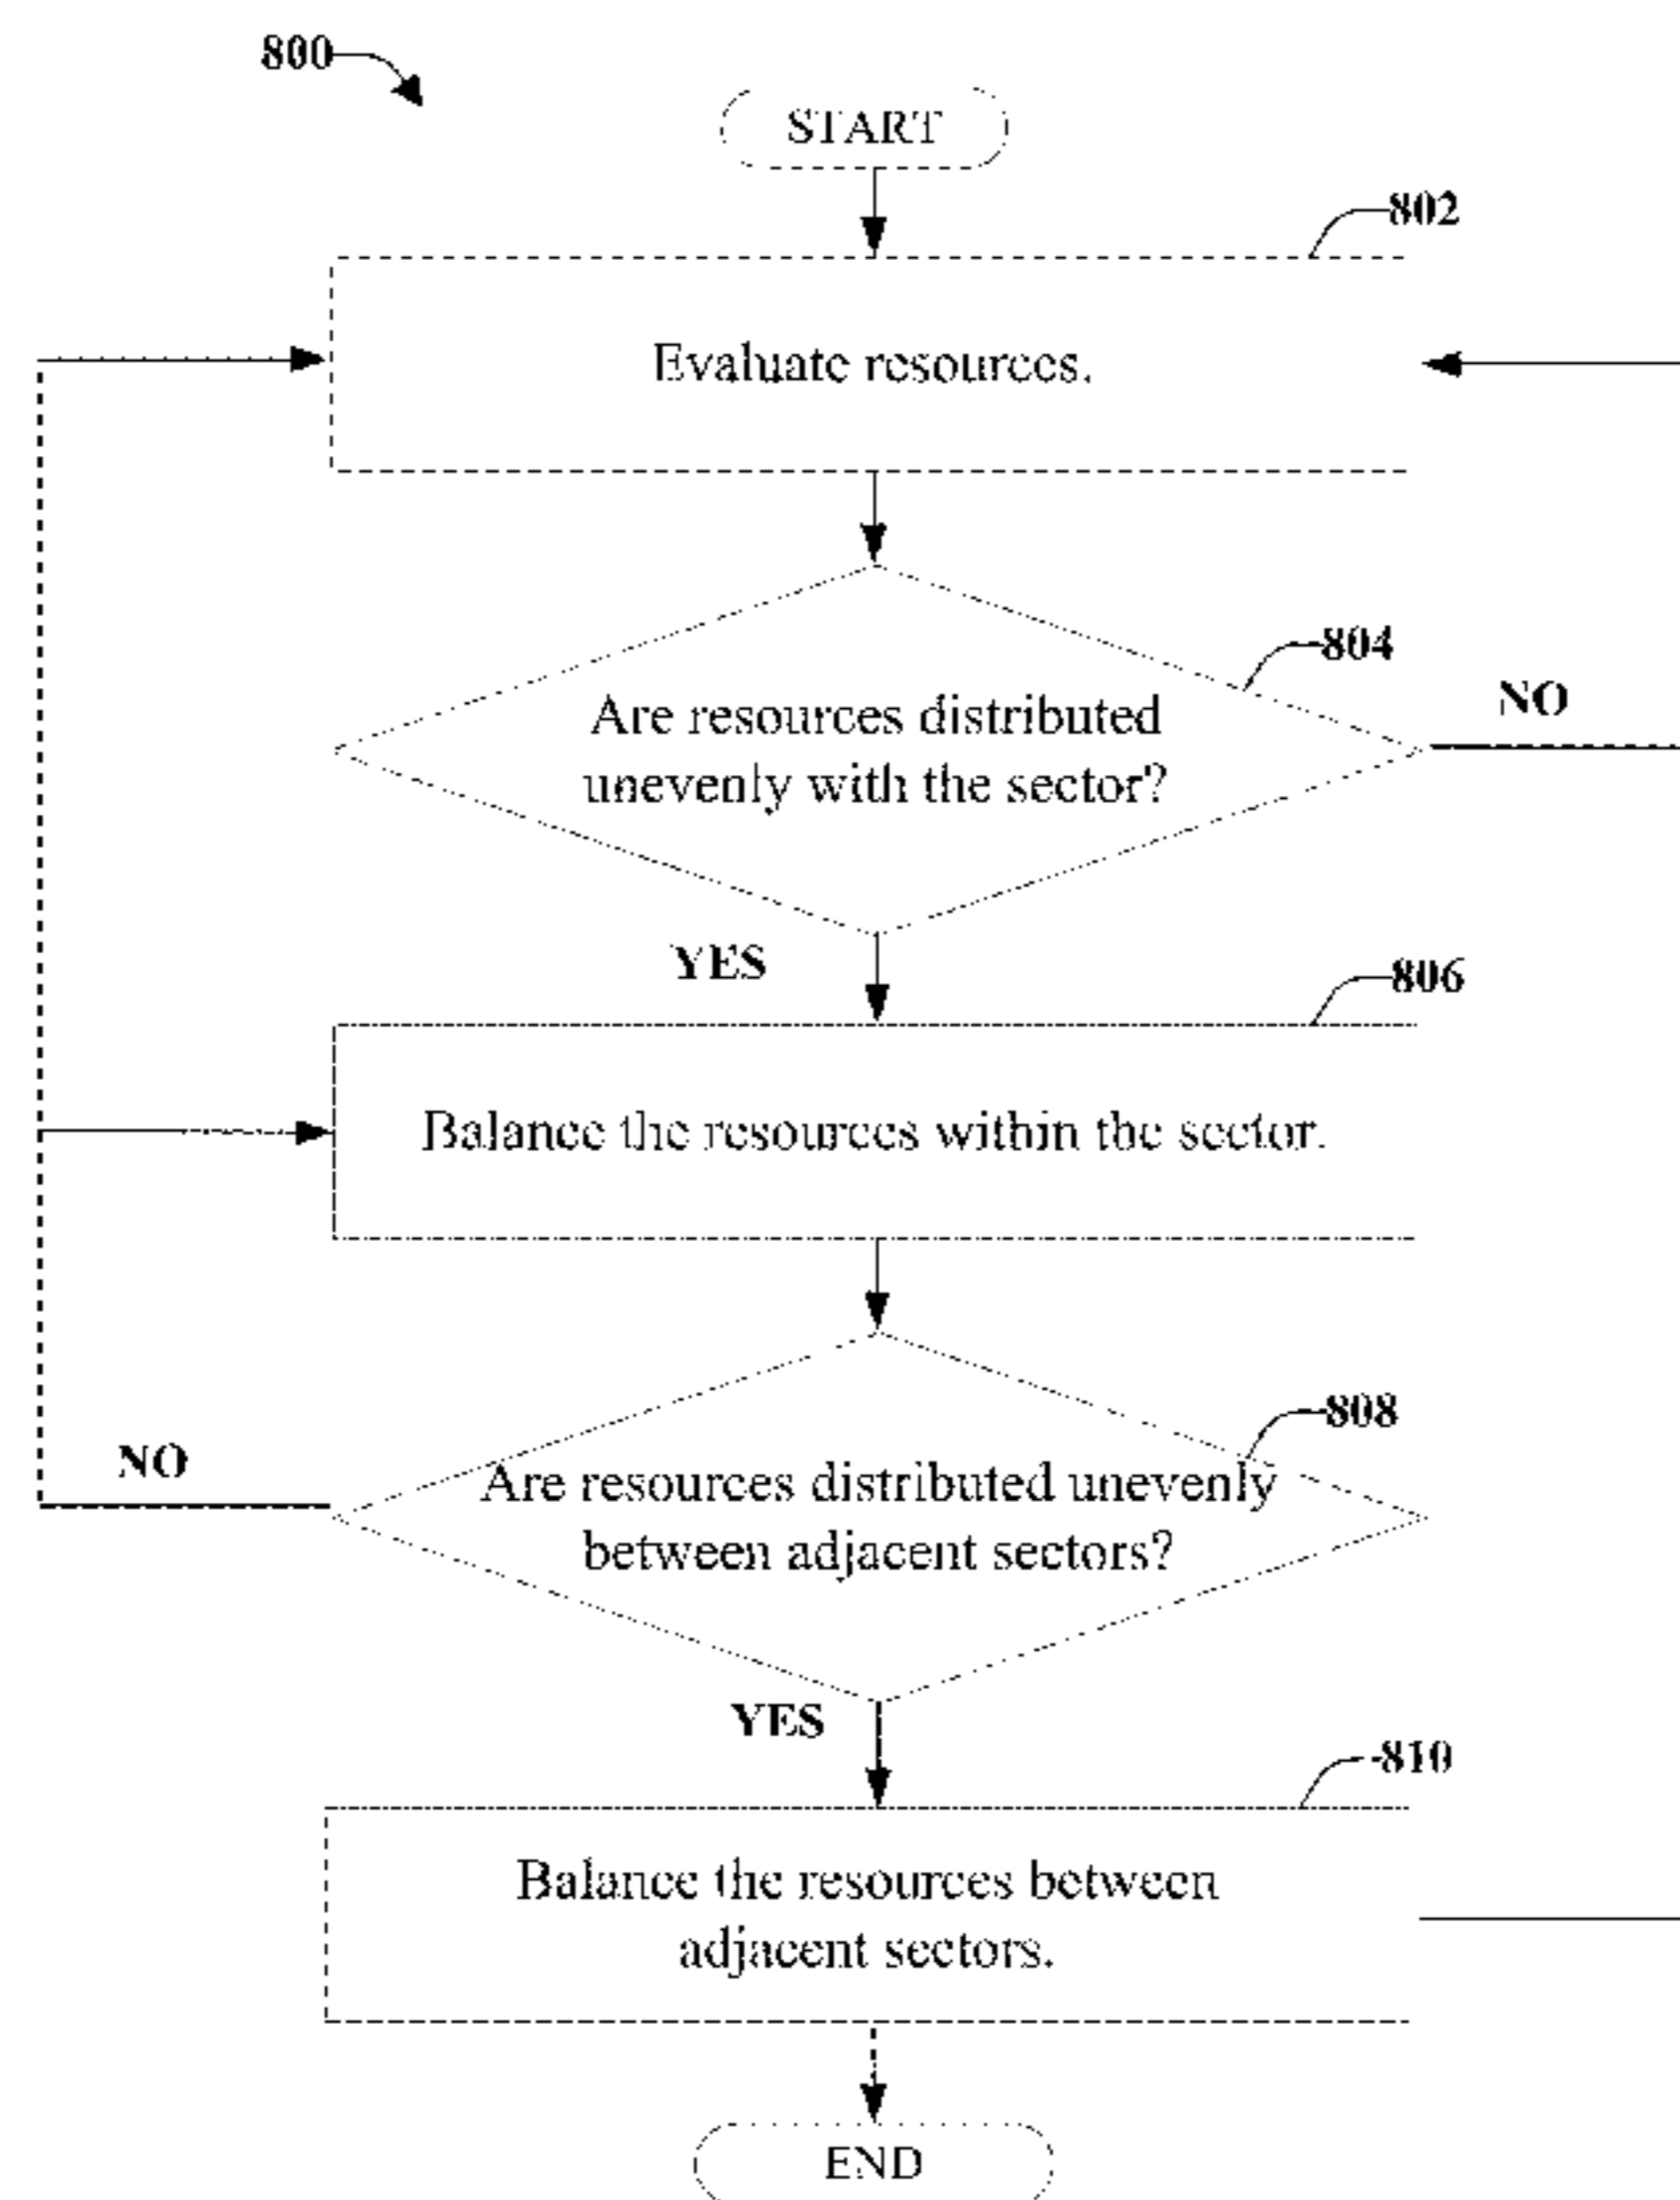 800
START
802
Evaluate resources.
804
Are resources distributed
unevenly with the sector?
NO
YES
806
Balance the resources within the sector.
808
Are resources distributed unevenly
between adjacent sectors?
NO
YES
810
Balance the resources between
adjacent sectors.
END